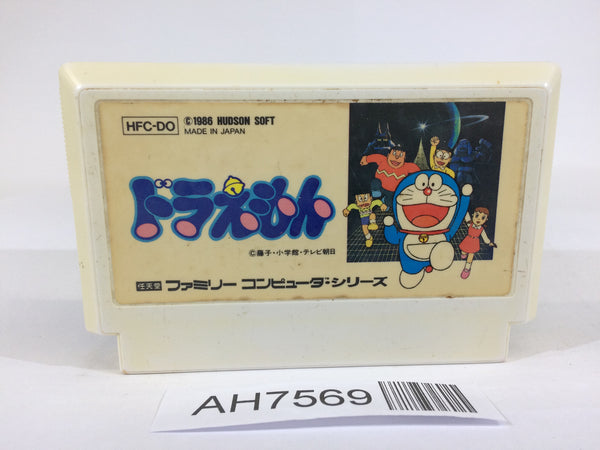 HFC-DO
©1986 HUDSON SOFT
MADE IN JAPAN
ドラえもん
©藤子・小学館・テレビ朝日
任天堂 ファミリー コンピュータ・シリーズ
AH7569